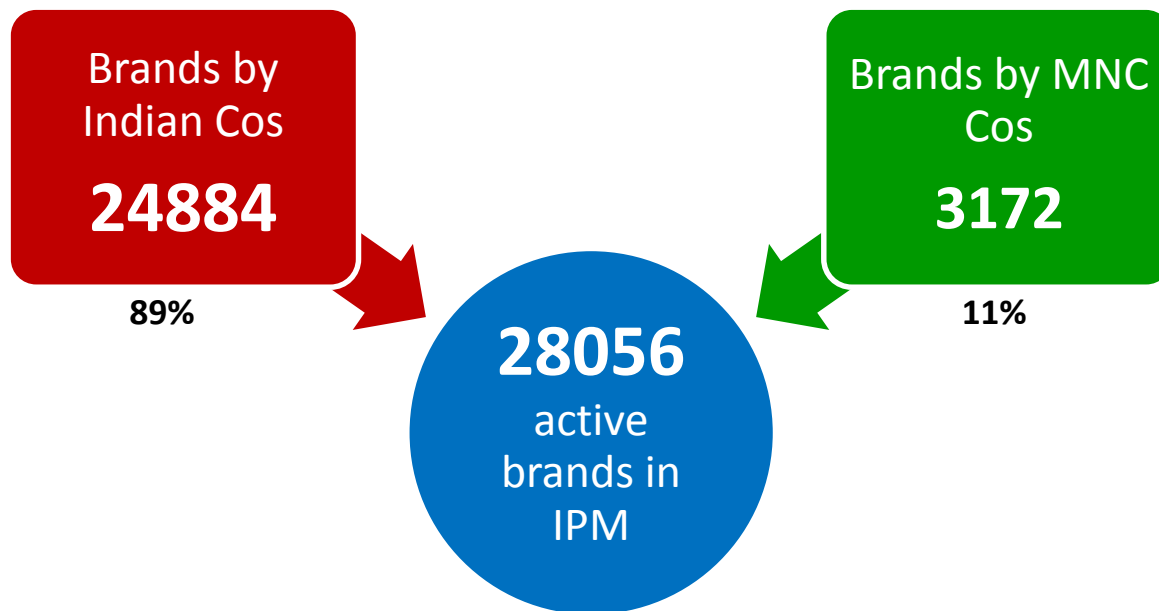 Brands by
Indian Cos
24884
89%
Brands by MNC
Cos
3172
11%
28056
active
brands in
IPM